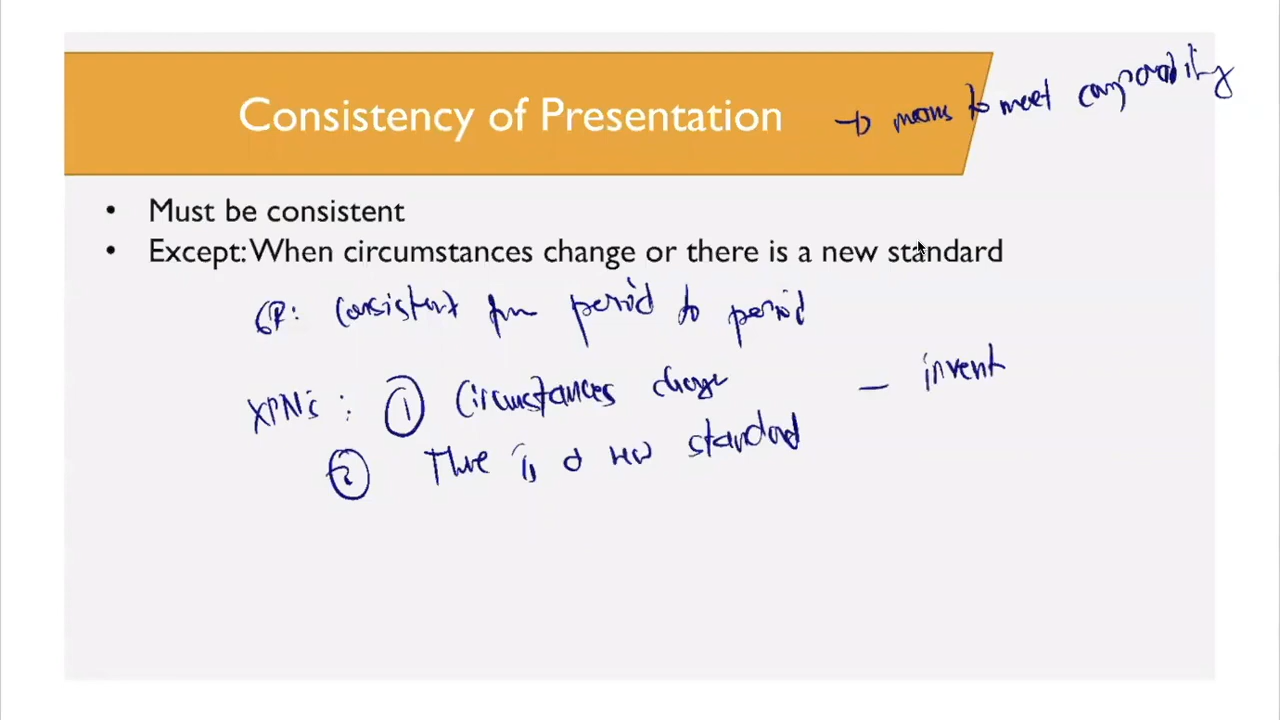 Consistency of Presentation → means to meet comparability
• Must be consistent
• Except: When circumstances change or there is a new standard
GR: Consistent from period to period
XPNs: ① Circumstances change — invent
② There is a new standard